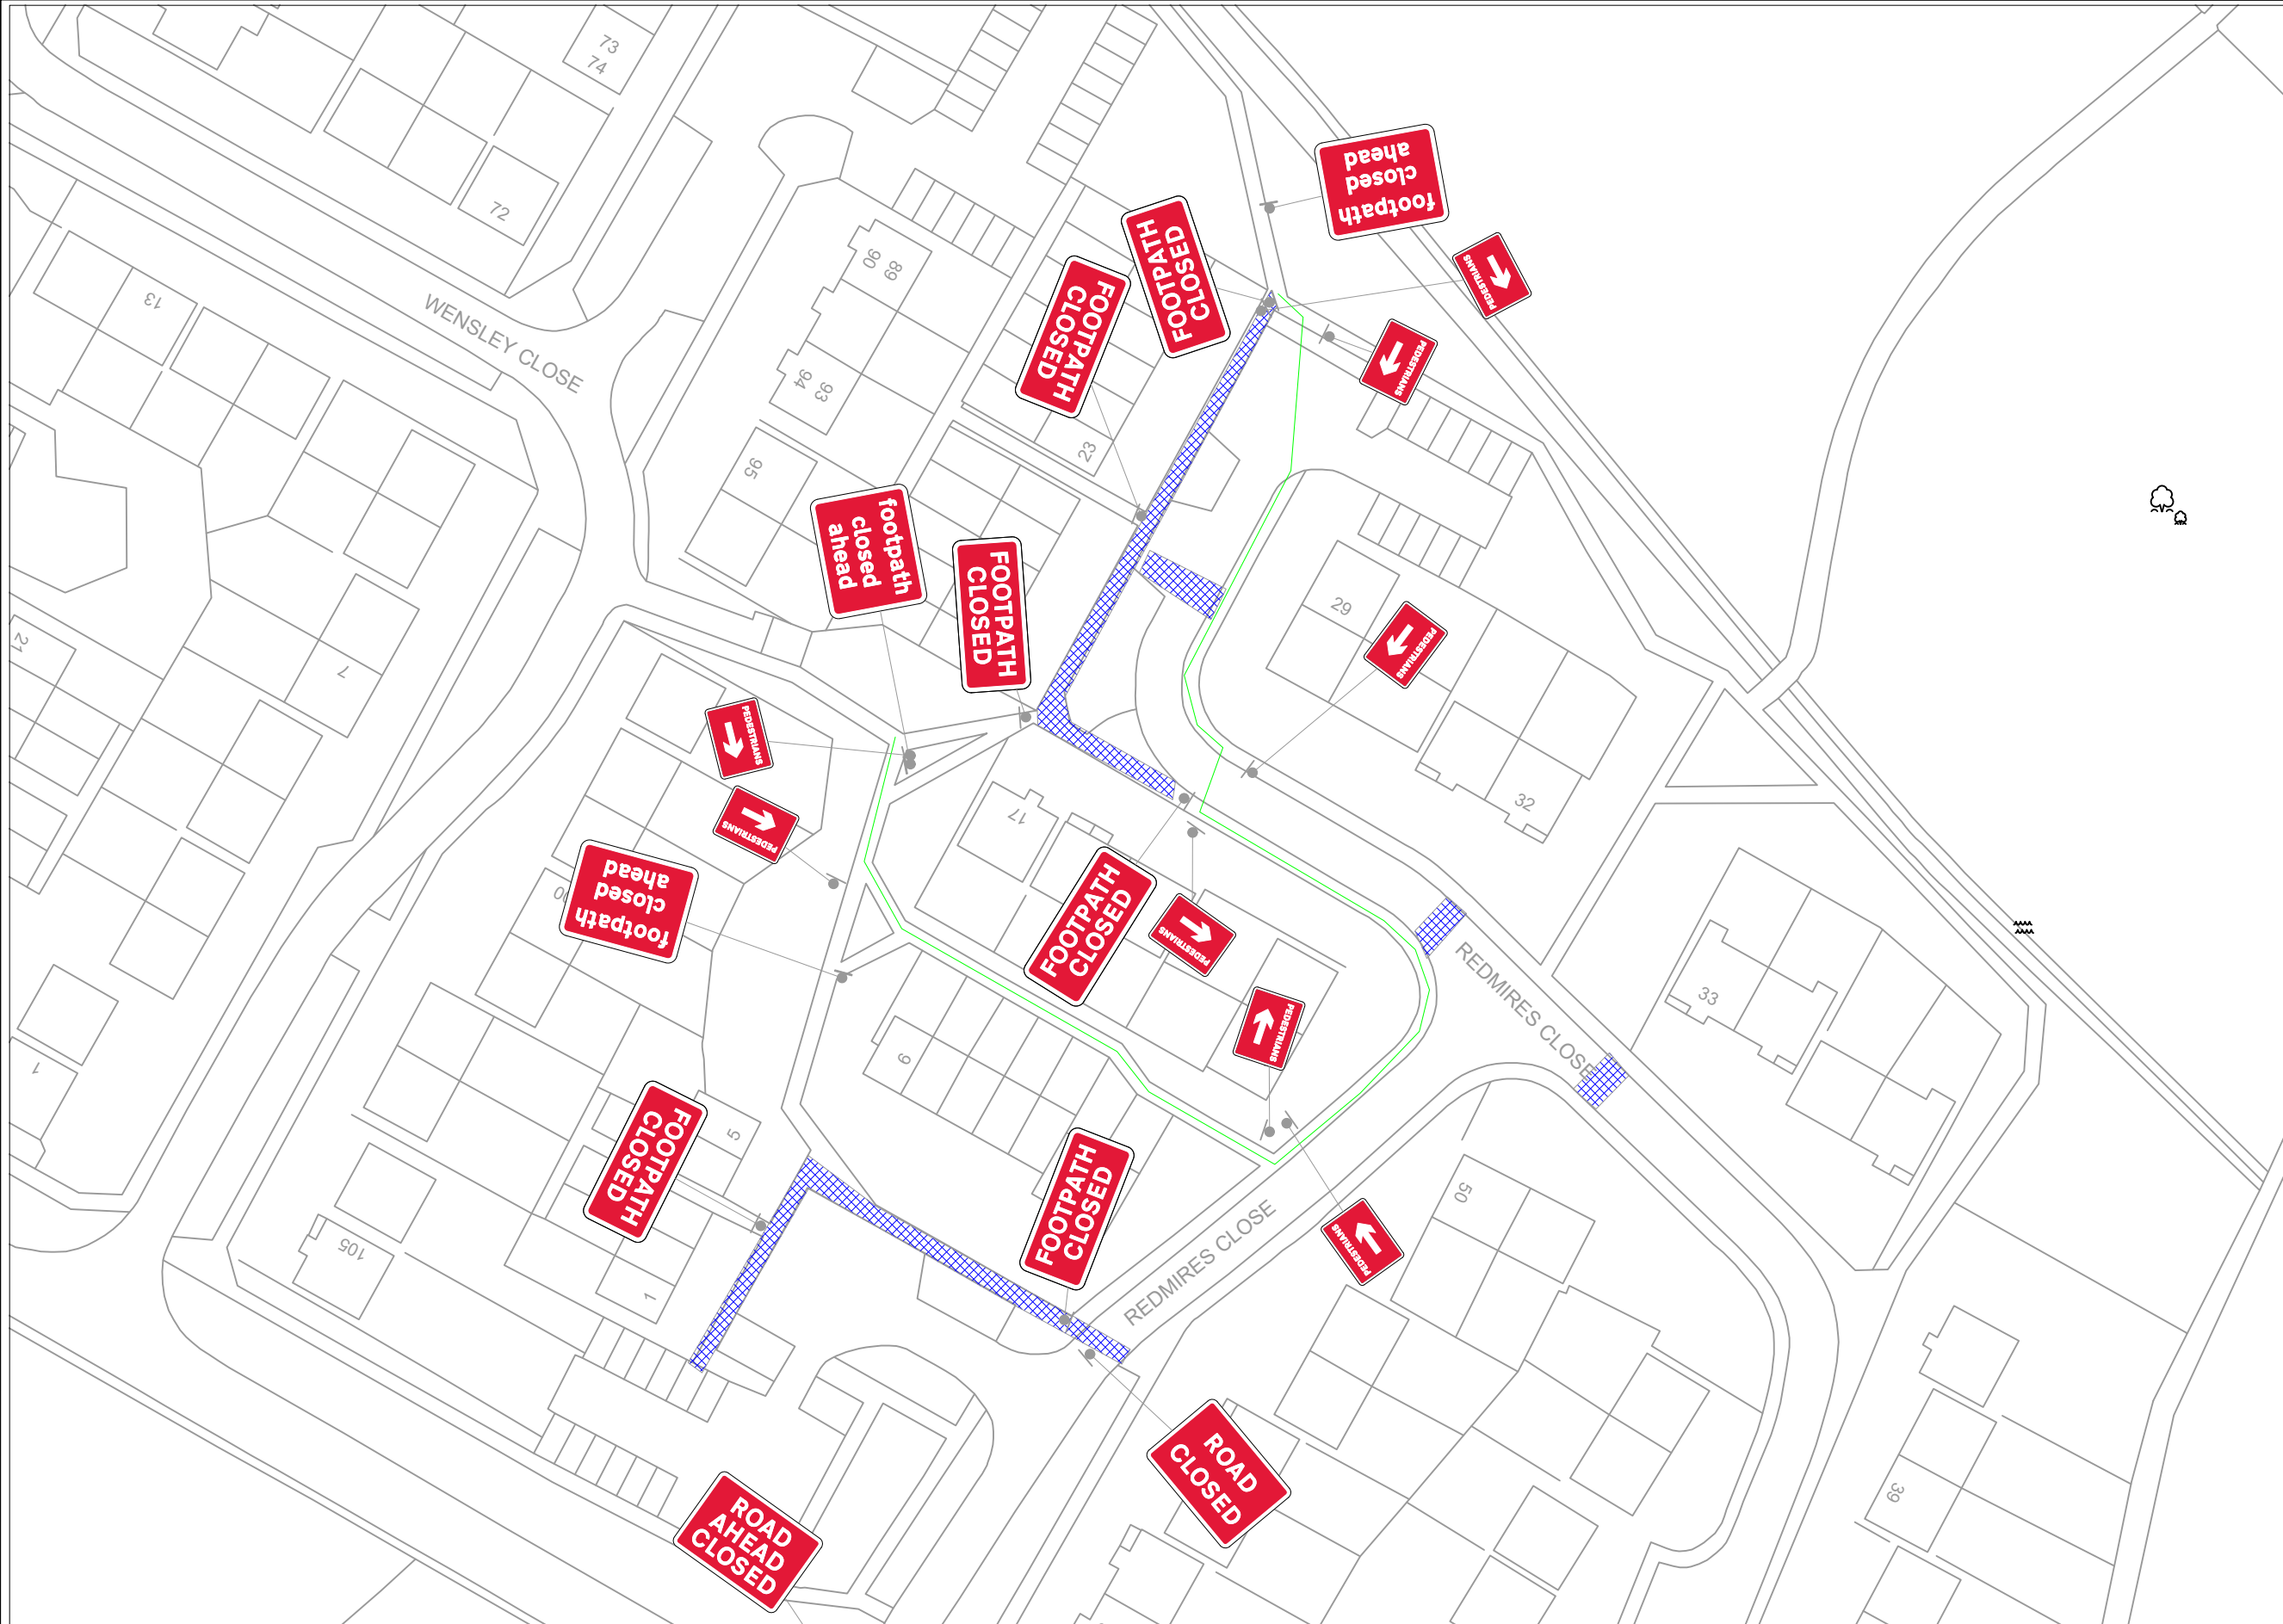 73
74
72
13
WENSLEY CLOSE
footpath
closed
ahead
FOOTPATH
CLOSED
PEDESTRIANS
FOOTPATH
CLOSED
90
89
PEDESTRIANS
94
93
23
95
footpath
closed
ahead
FOOTPATH
CLOSED
29
PEDESTRIANS
21
7
PEDESTRIANS
32
17
PEDESTRIANS
footpath
closed
ahead
FOOTPATH
CLOSED
PEDESTRIANS
REDMIRES CLOSE
33
PEDESTRIANS
9
1
5
FOOTPATH
CLOSED
FOOTPATH
CLOSED
50
PEDESTRIANS
REDMIRES CLOSE
105
1
ROAD
CLOSED
39
ROAD
AHEAD
CLOSED